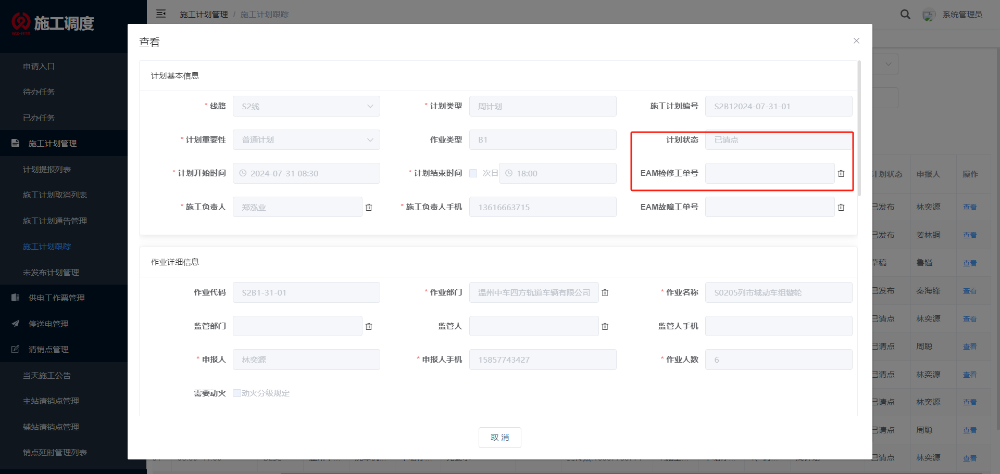 WZ-MTR
施工调度
施工计划管理 / 施工计划跟踪
系统管理员
申请入口
待办任务
已办任务
施工计划管理
计划提报列表
施工计划取消列表
施工计划通告管理
施工计划跟踪
未发布计划管理
供电工作票管理
停送电管理
请销点管理
当天施工公告
主站请销点管理
辅站请销点管理
销点延时管理列表
查看
计划基本信息
* 线路 S2线
* 计划类型 周计划
施工计划编号 S2B12024-07-31-01
* 计划重要性 普通计划
作业类型 B1
计划状态 已请点
* 计划开始时间 2024-07-31 08:30
* 计划结束时间 次日 18:00
EAM检修工单号
* 施工负责人 郑泓业
* 施工负责人手机 13616663715
EAM故障工单号
作业详细信息
作业代码 S2B1-31-01
* 作业部门 温州中车四方轨道车辆有限公司
* 作业名称 S0205列市域动车组镟轮
监管部门
监管人
监管人手机
* 申报人 林奕源
* 申报人手机 15857743427
* 作业人数 6
需要动火 动火分级规定
取 消
计划状态 申报人 操作
已发布 林奕源 查看
已发布 姜林铜 查看
草稿 鲁镒 查看
已发布 秦海锋 查看
已请点 林奕源 查看
已请点 周聪 查看
已请点 林奕源 查看
已请点 林奕源 查看
已请点 周聪 查看
已请点 林奕源 查看